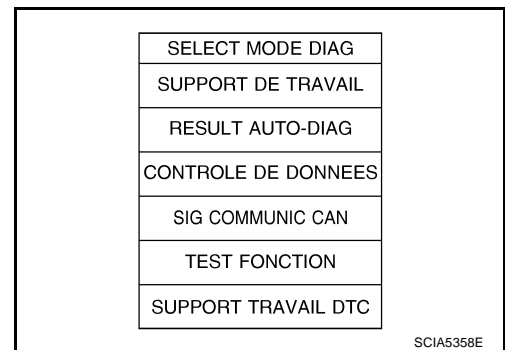 SELECT MODE DIAG
SUPPORT DE TRAVAIL
RESULT AUTO-DIAG
CONTROLE DE DONNEES
SIG COMMUNIC CAN
TEST FONCTION
SUPPORT TRAVAIL DTC
SCIA5358E